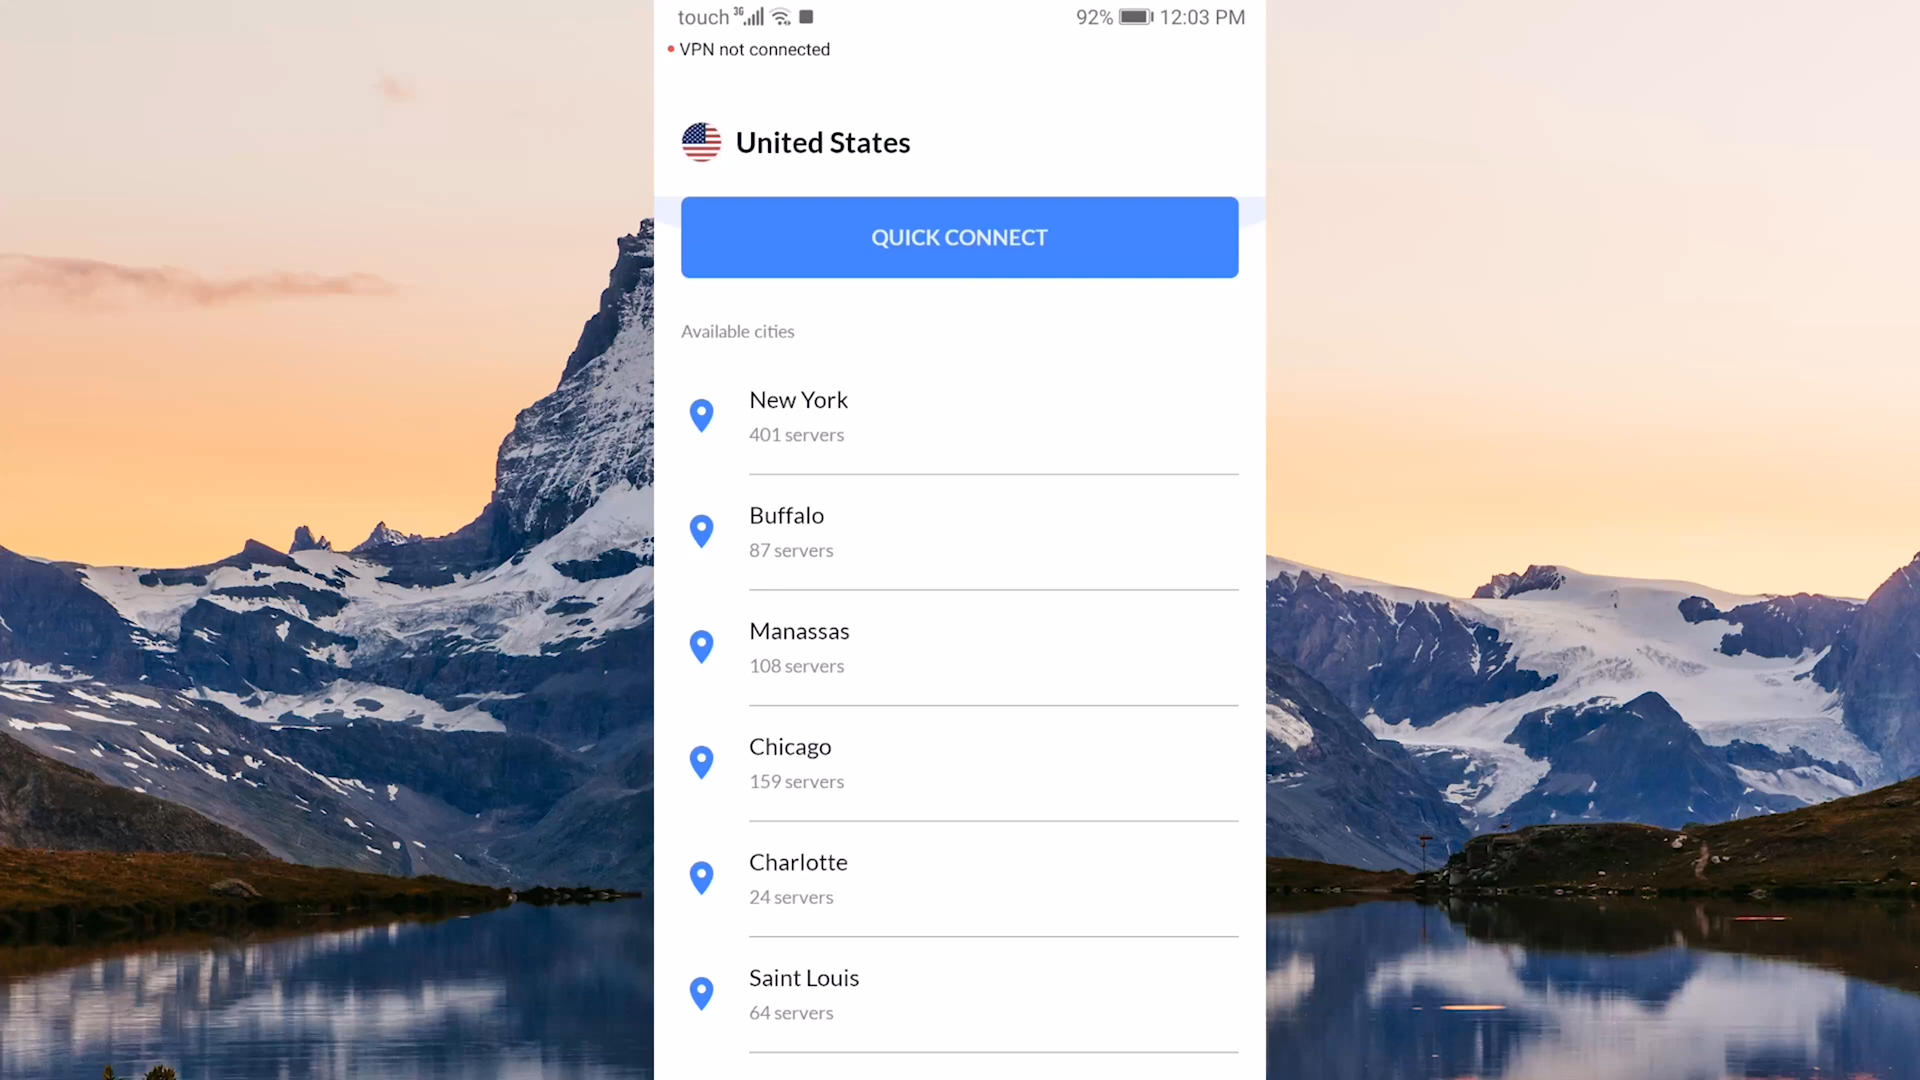 touch 3G 92% 12:03 PM
VPN not connected
United States
QUICK CONNECT
Available cities
New York
401 servers
Buffalo
87 servers
Manassas
108 servers
Chicago
159 servers
Charlotte
24 servers
Saint Louis
64 servers